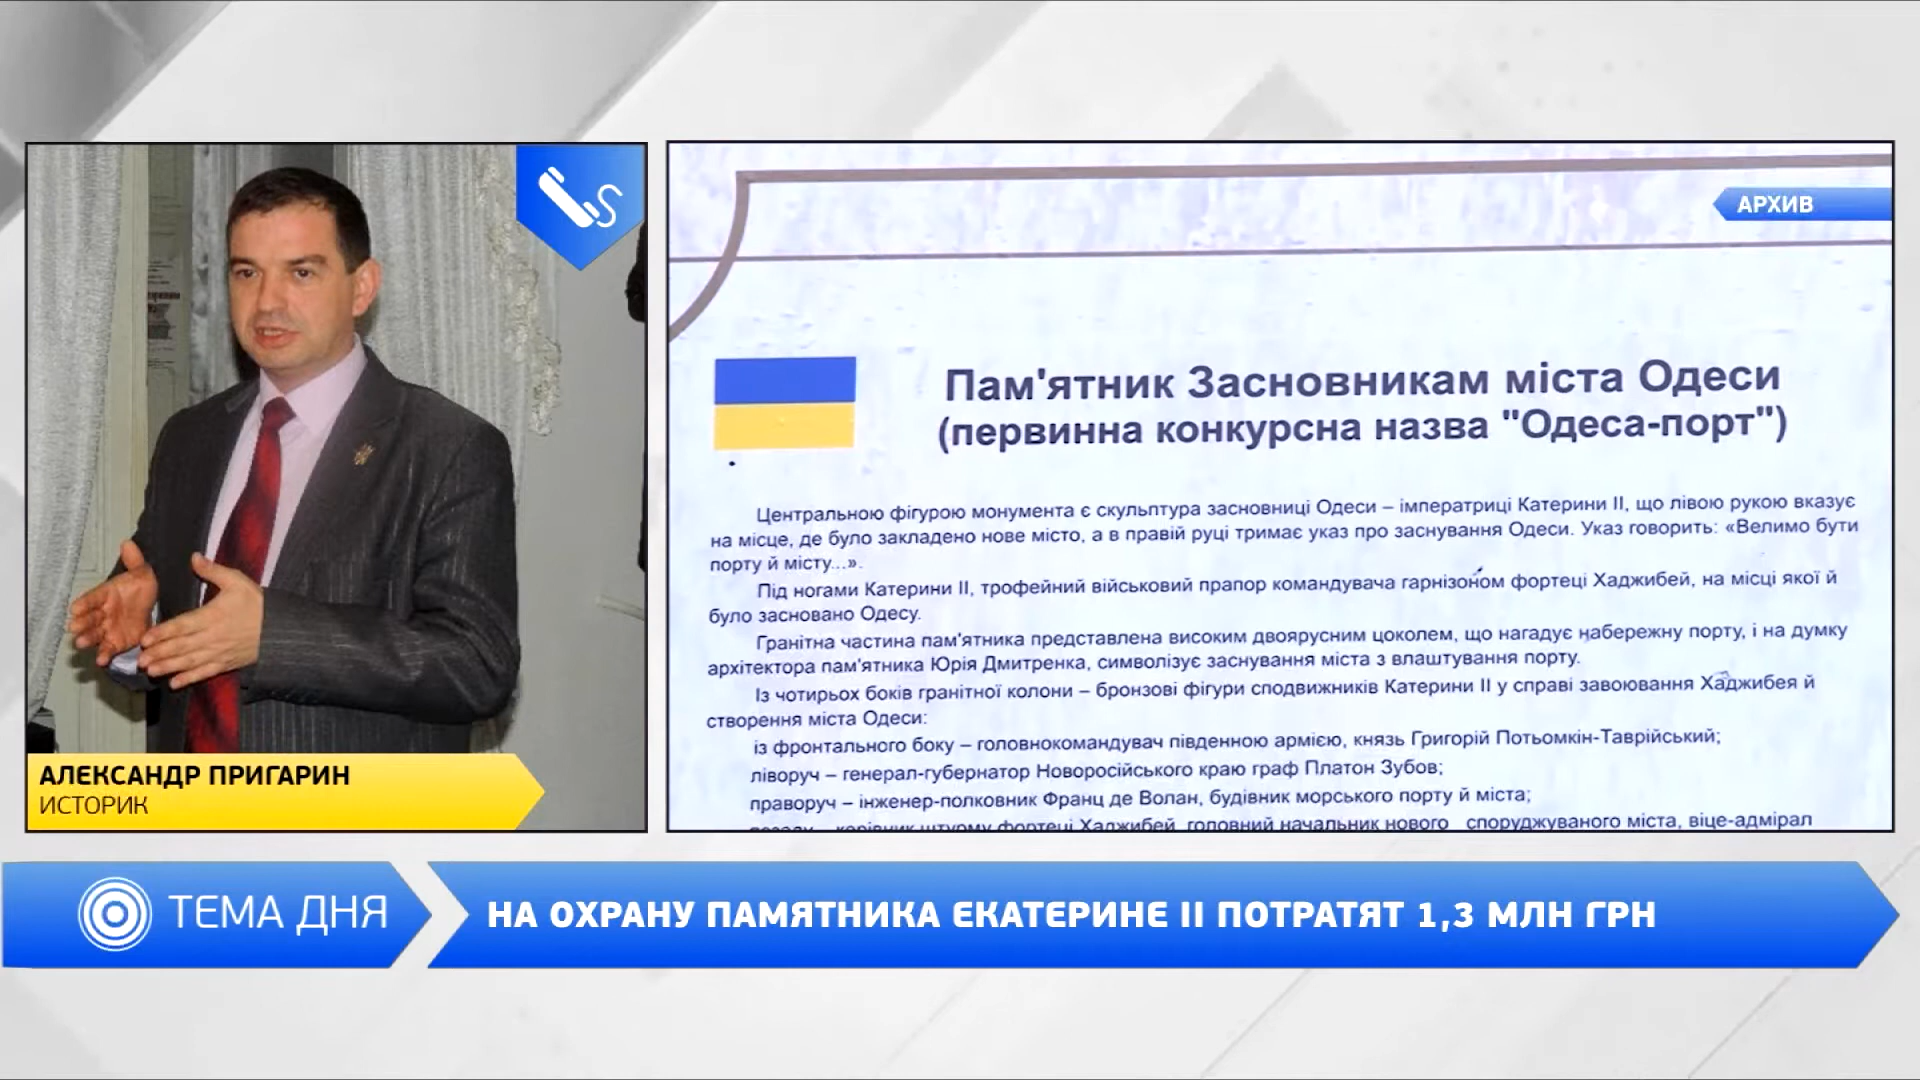 АРХИВ
Пам'ятник Засновникам міста Одеси
(первинна конкурсна назва "Одеса-порт")
Центральною фігурою монумента є скульптура засновниці Одеси – імператриці Катерини II, що лівою рукою вказує
на місце, де було закладено нове місто, а в правій руці тримає указ про заснування Одеси. Указ говорить: «Велимо бути
порту й місту...».
Під ногами Катерини II, трофейний військовий прапор командувача гарнізоном фортеці Хаджибей, на місці якої й
було засновано Одесу.
Гранітна частина пам'ятника представлена високим двоярусним цоколем, що нагадує набережну порту, і на думку
архітектора пам'ятника Юрія Дмитренка, символізує заснування міста з влаштування порту.
Із чотирьох боків гранітної колони – бронзові фігури сподвижників Катерини II у справі завоювання Хаджибея й
створення міста Одеси:
із фронтального боку – головнокомандувач південною армією, князь Григорій Потьомкін-Таврійський;
ліворуч – генерал-губернатор Новоросійського краю граф Платон Зубов;
праворуч – інженер-полковник Франц де Волан, будівник морського порту й міста;
позаду – керівник штурму фортеці Хаджибей, головний начальник нового споруджуваного міста, віце-адмірал
АЛЕКСАНДР ПРИГАРИН
ИСТОРИК
ТЕМА ДНЯ
НА ОХРАНУ ПАМЯТНИКА ЕКАТЕРИНЕ II ПОТРАТЯТ 1,3 МЛН ГРН